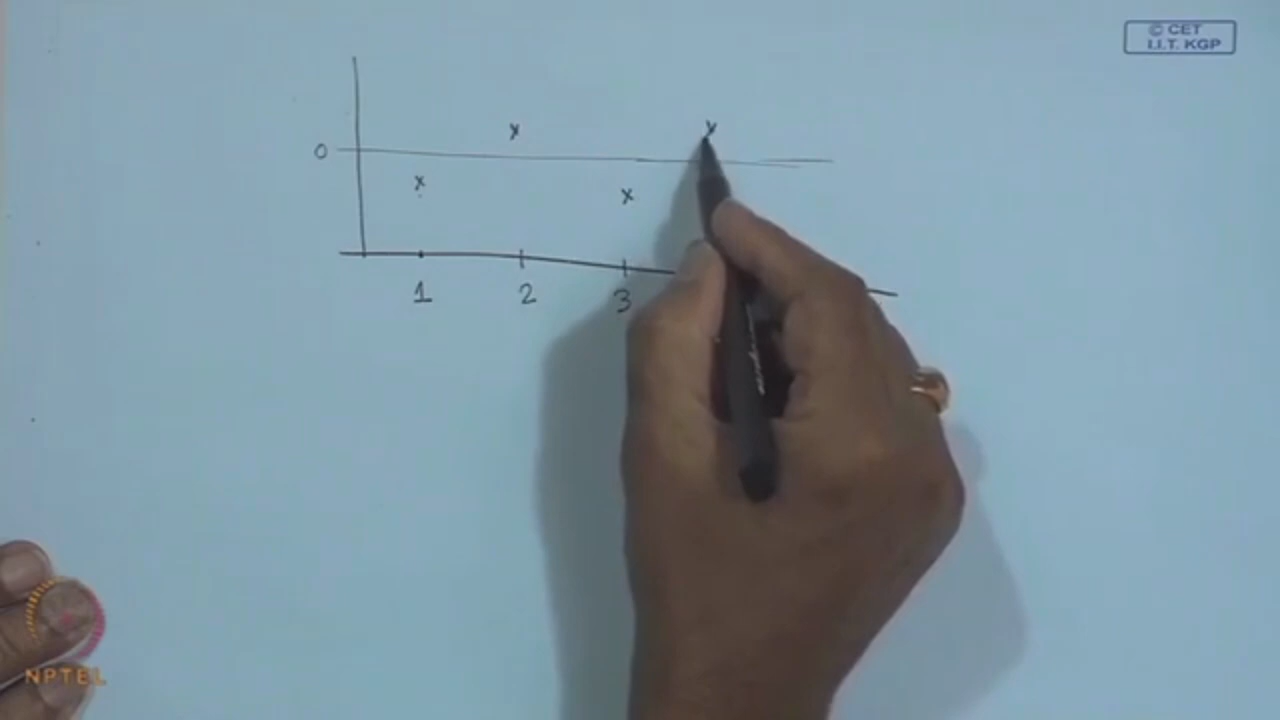 © CET
I.I.T. KGP
x x
0
x x
1 2 3
NPTEL